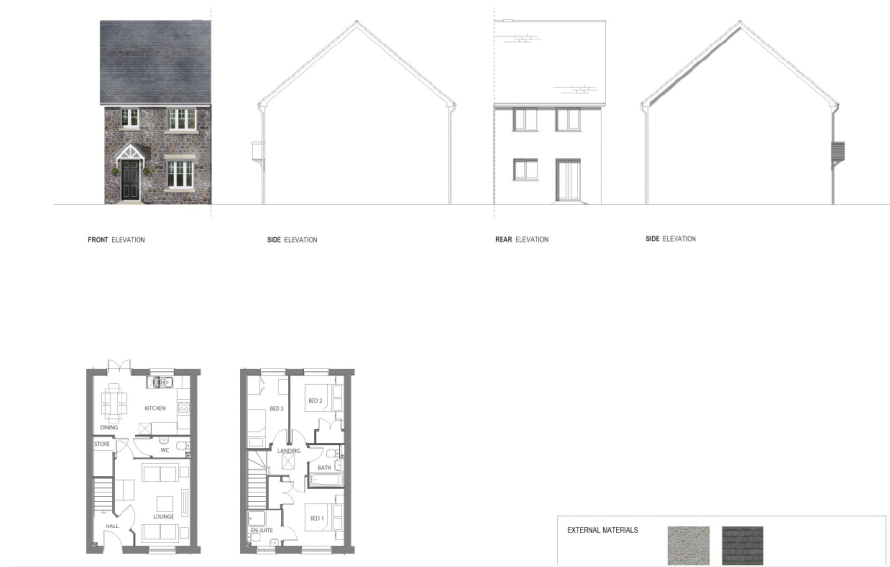 FRONT ELEVATION
SIDE ELEVATION
REAR ELEVATION
SIDE ELEVATION
KITCHEN
DINING
STORE
WC
LOUNGE
HALL
BED 3
BED 2
LANDING
BATH
BED 1
EN-SUITE
EXTERNAL MATERIALS